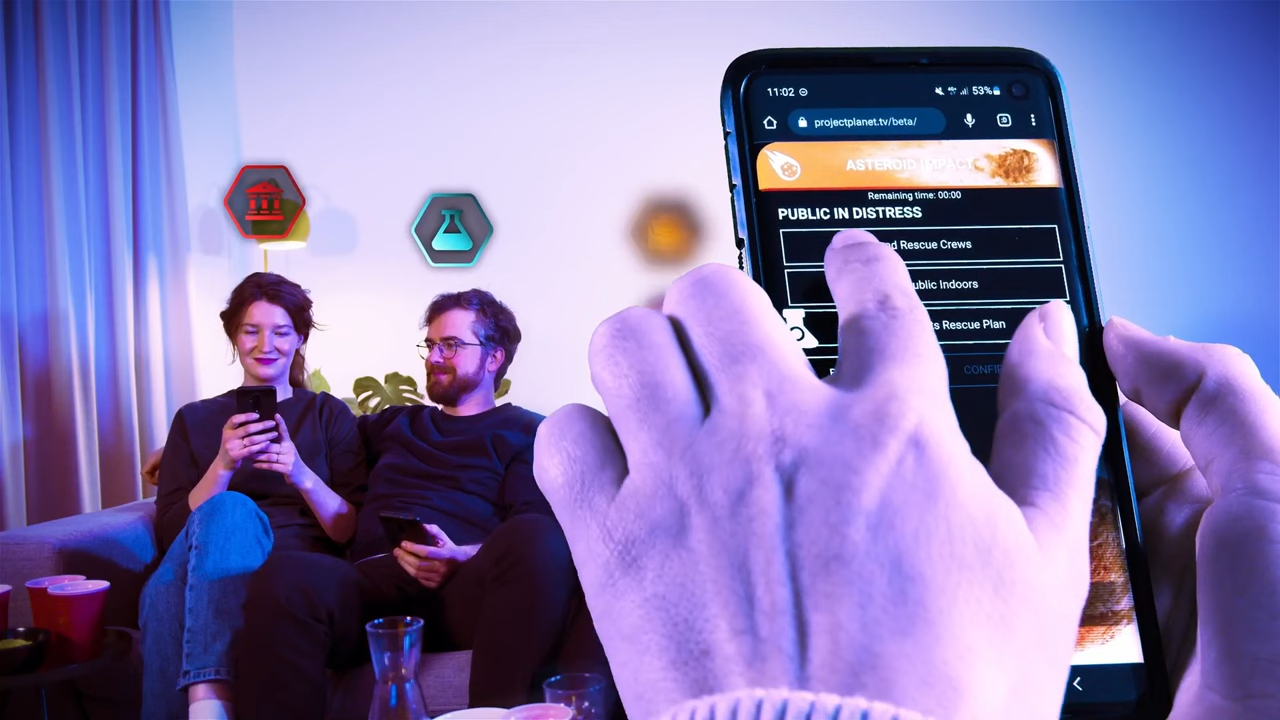 11:02
53%
projectplanet.tv/beta/
ASTEROID IMPACT
Remaining time: 00:00
PUBLIC IN DISTRESS
Rescue Crews
Indoors
Rescue Plan